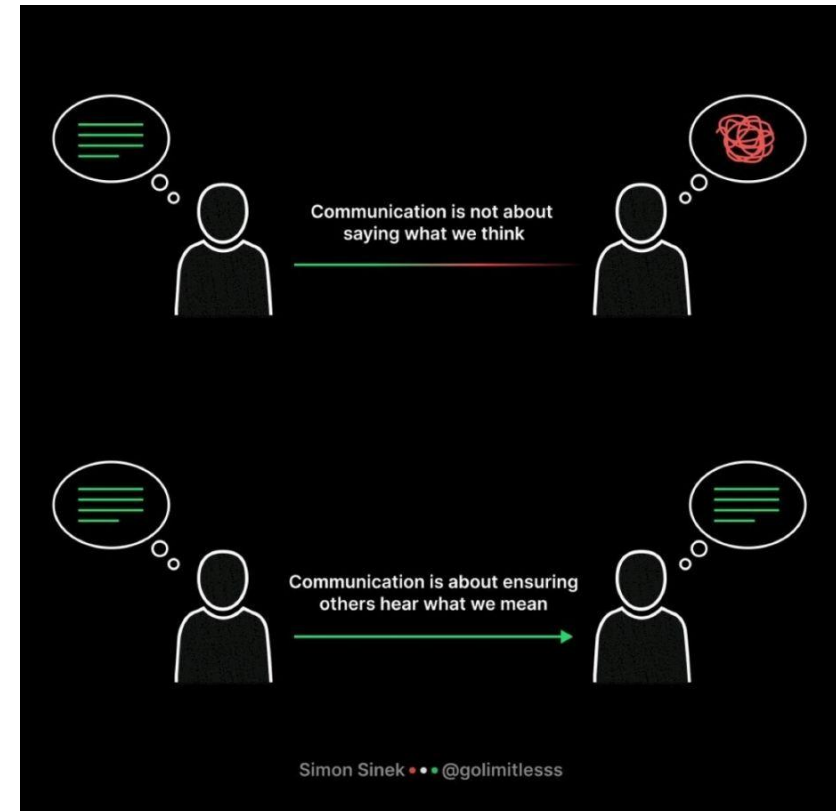 Communication is not about
saying what we think
Communication is about ensuring
others hear what we mean
Simon Sinek ••• @golimitlesss